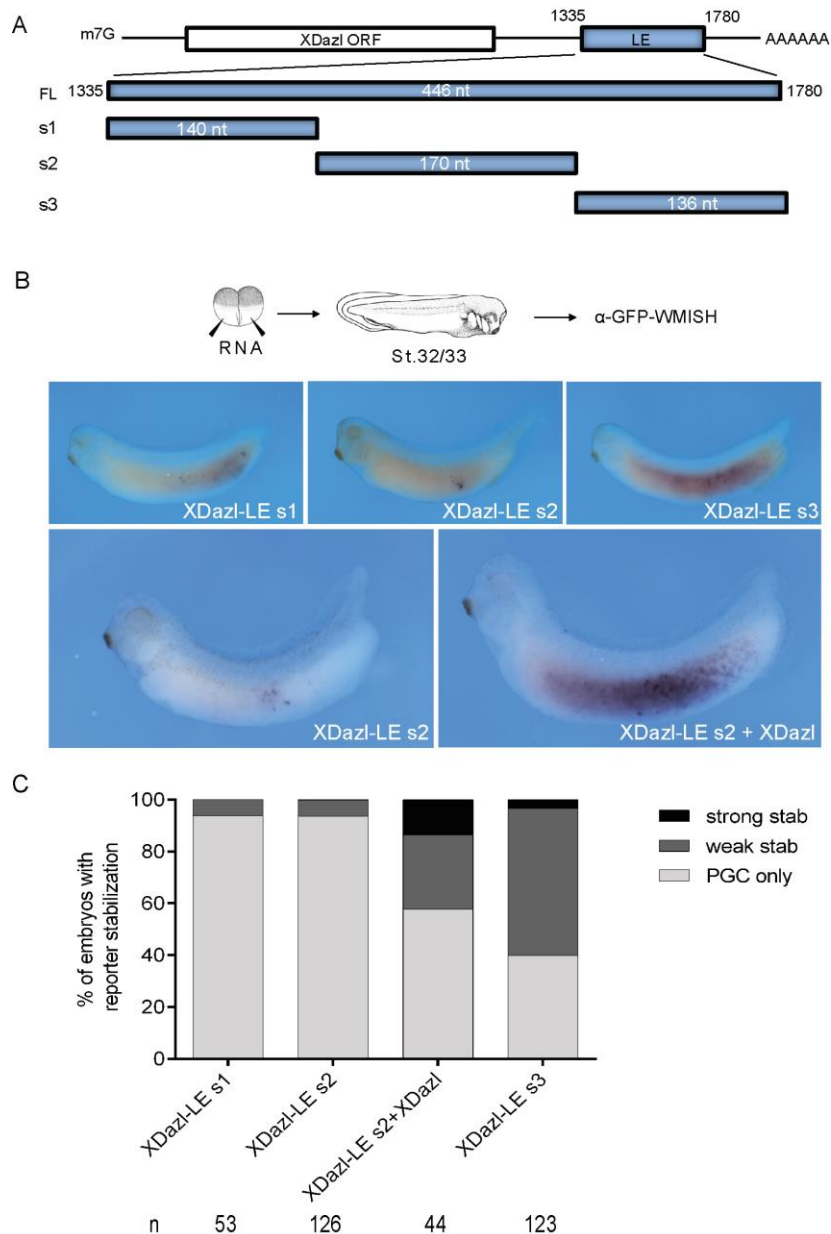 A
m7G
XDazl ORF
1335
1780
LE
AAAAAA
FL
1335
446 nt
1780
s1
140 nt
s2
170 nt
s3
136 nt
B
RNA
St.32/33
α-GFP-WMISH
XDazl-LE s1
XDazl-LE s2
XDazl-LE s3
XDazl-LE s2
XDazl-LE s2 + XDazl
C
% of embryos with
reporter stabilization
100
80
60
40
20
0
strong stab
weak stab
PGC only
XDazl-LE s1
XDazl-LE s2
XDazl-LE s2+XDazl
XDazl-LE s3
n 53 126 44 123